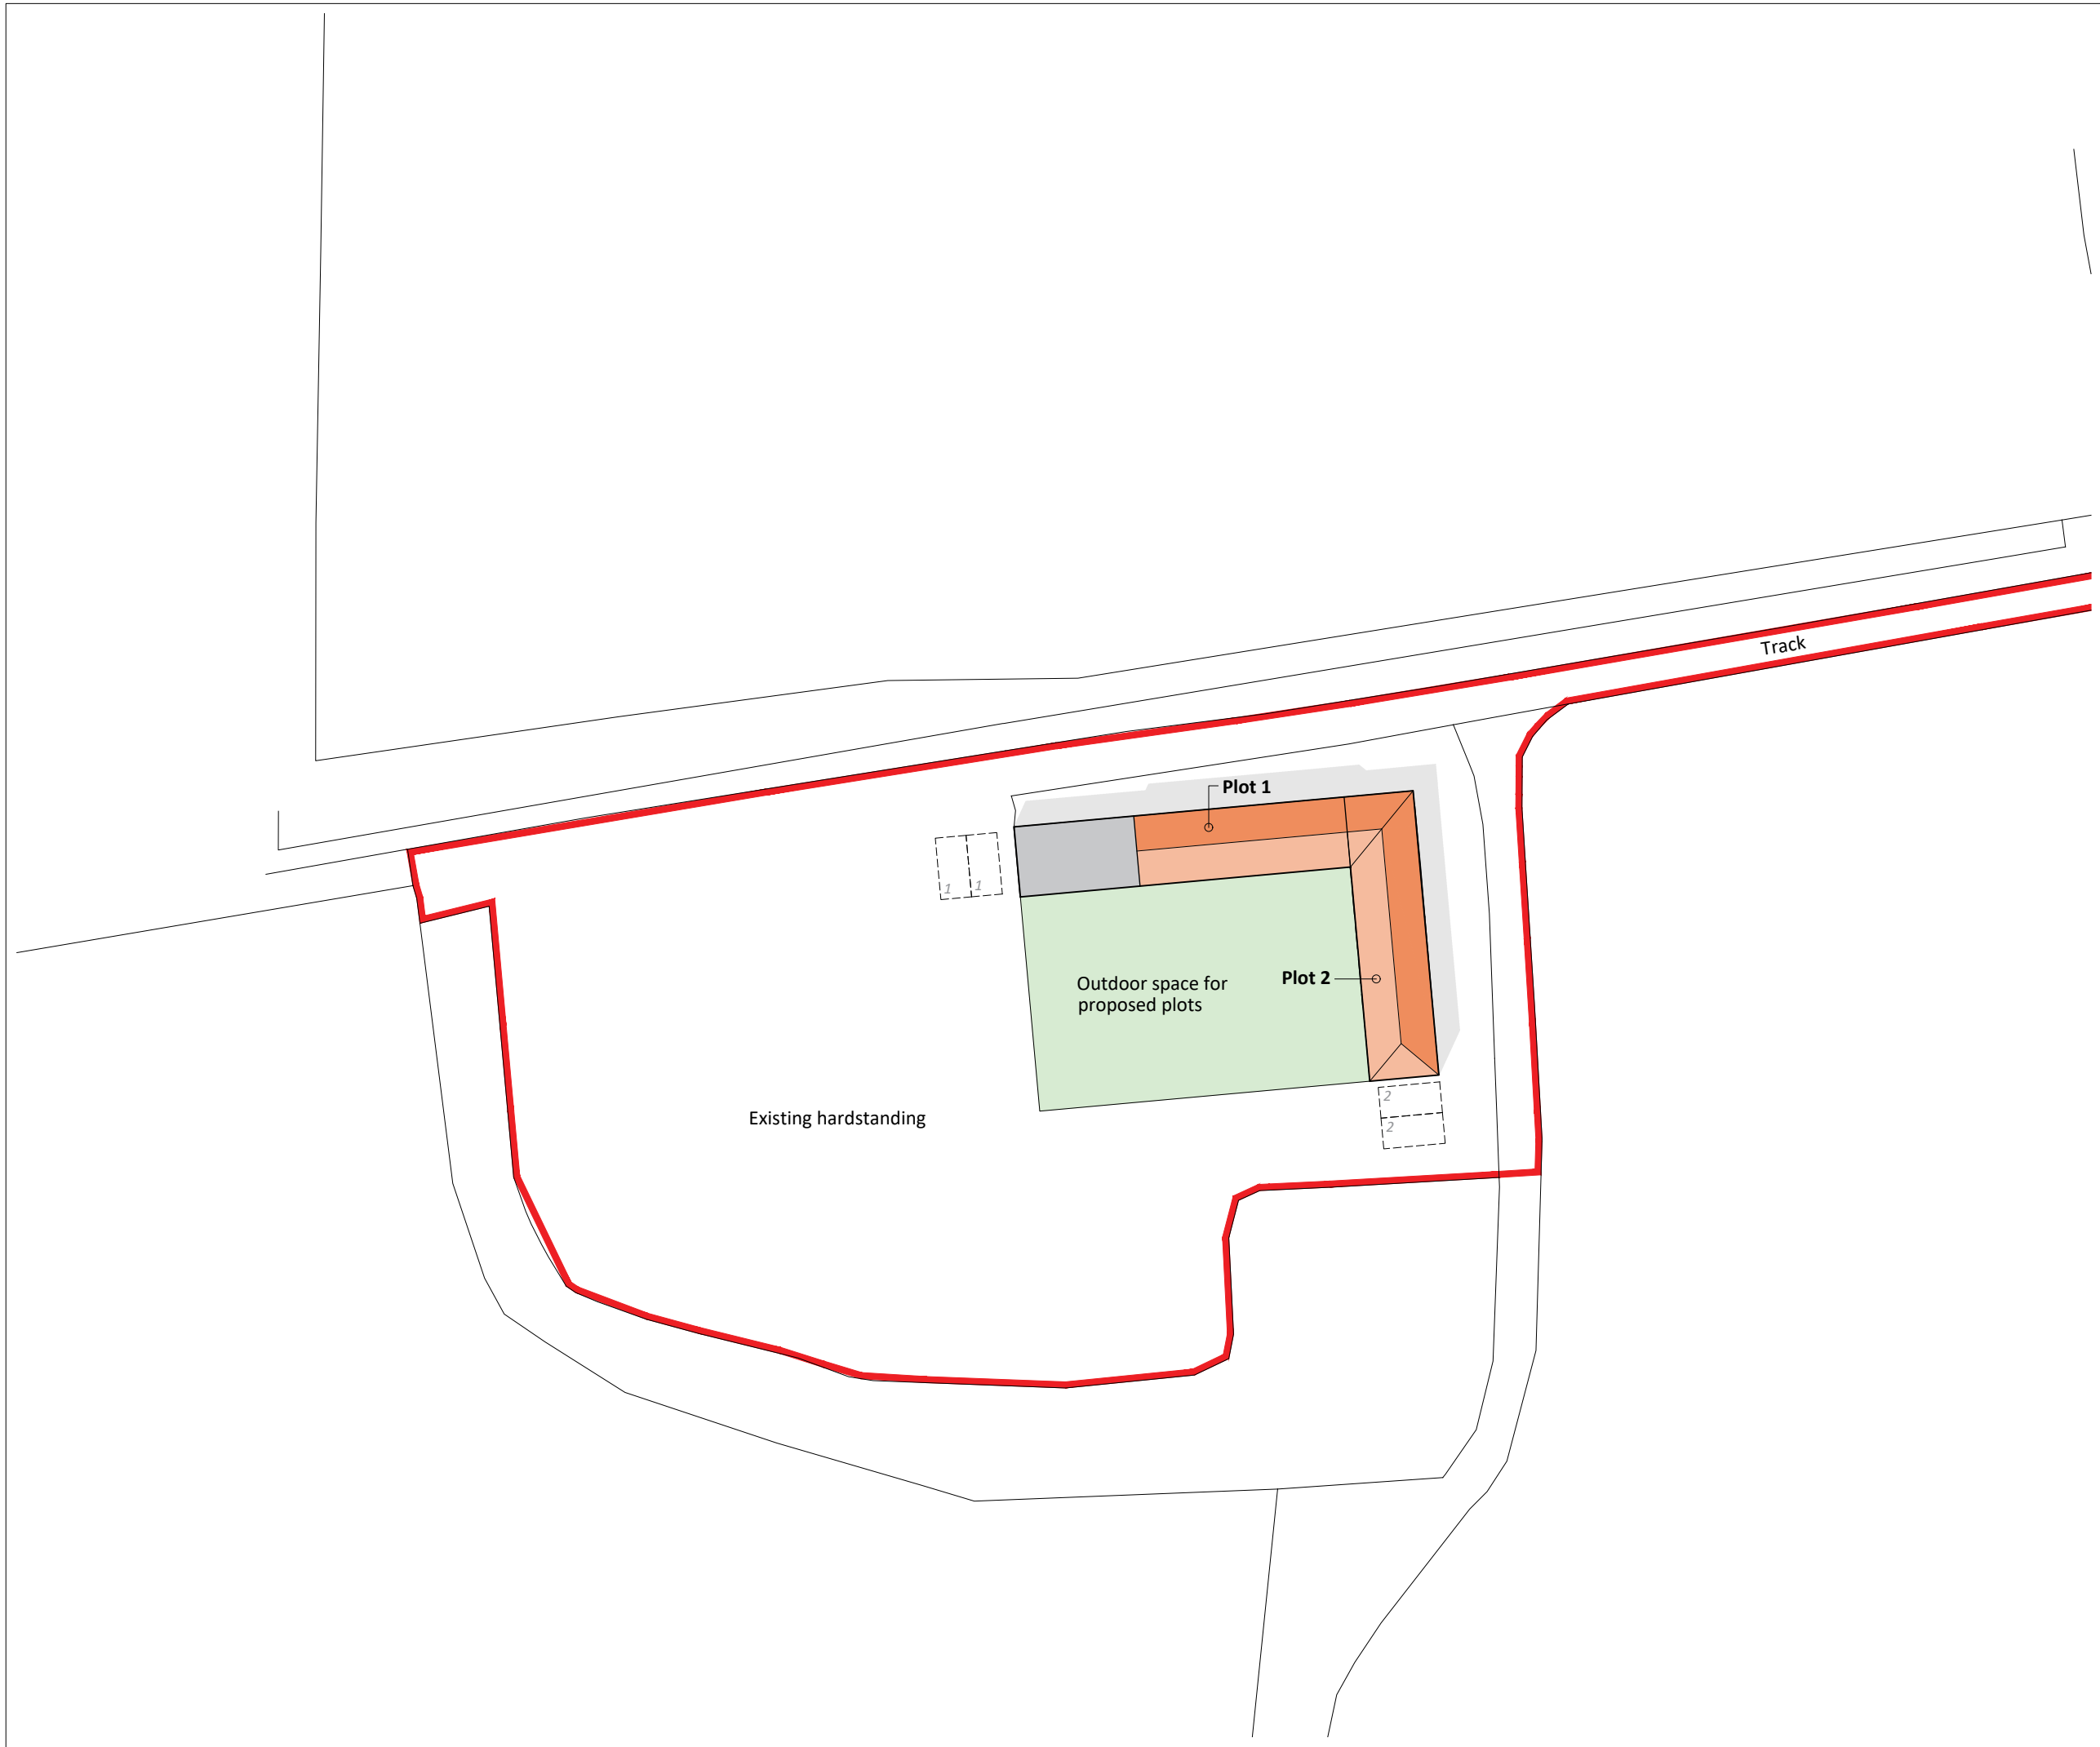 Track
Plot 1
1
1
Outdoor space for
proposed plots
Plot 2
2
2
Existing hardstanding